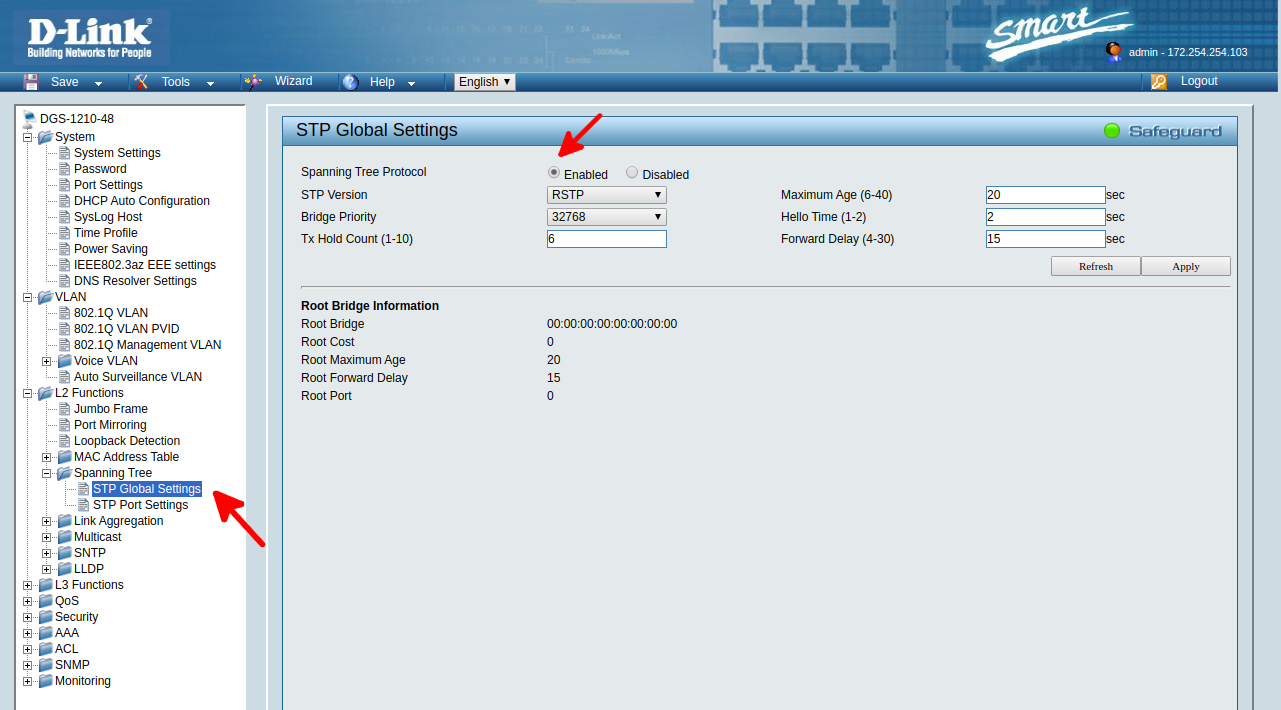 D-Link
Building Networks for People
Smart
admin - 172.254.254.103
Save Tools Wizard Help English Logout
DGS-1210-48
System
System Settings
Password
Port Settings
DHCP Auto Configuration
SysLog Host
Time Profile
Power Saving
IEEE802.3az EEE settings
DNS Resolver Settings
VLAN
802.1Q VLAN
802.1Q VLAN PVID
802.1Q Management VLAN
Voice VLAN
Auto Surveillance VLAN
L2 Functions
Jumbo Frame
Port Mirroring
Loopback Detection
MAC Address Table
Spanning Tree
STP Global Settings
STP Port Settings
Link Aggregation
Multicast
SNTP
LLDP
L3 Functions
QoS
Security
AAA
ACL
SNMP
Monitoring
STP Global Settings
Safeguard
Spanning Tree Protocol Enabled Disabled
STP Version RSTP Maximum Age (6-40) 20 sec
Bridge Priority 32768 Hello Time (1-2) 2 sec
Tx Hold Count (1-10) 6 Forward Delay (4-30) 15 sec
Refresh Apply
Root Bridge Information
Root Bridge 00:00:00:00:00:00:00:00
Root Cost 0
Root Maximum Age 20
Root Forward Delay 15
Root Port 0